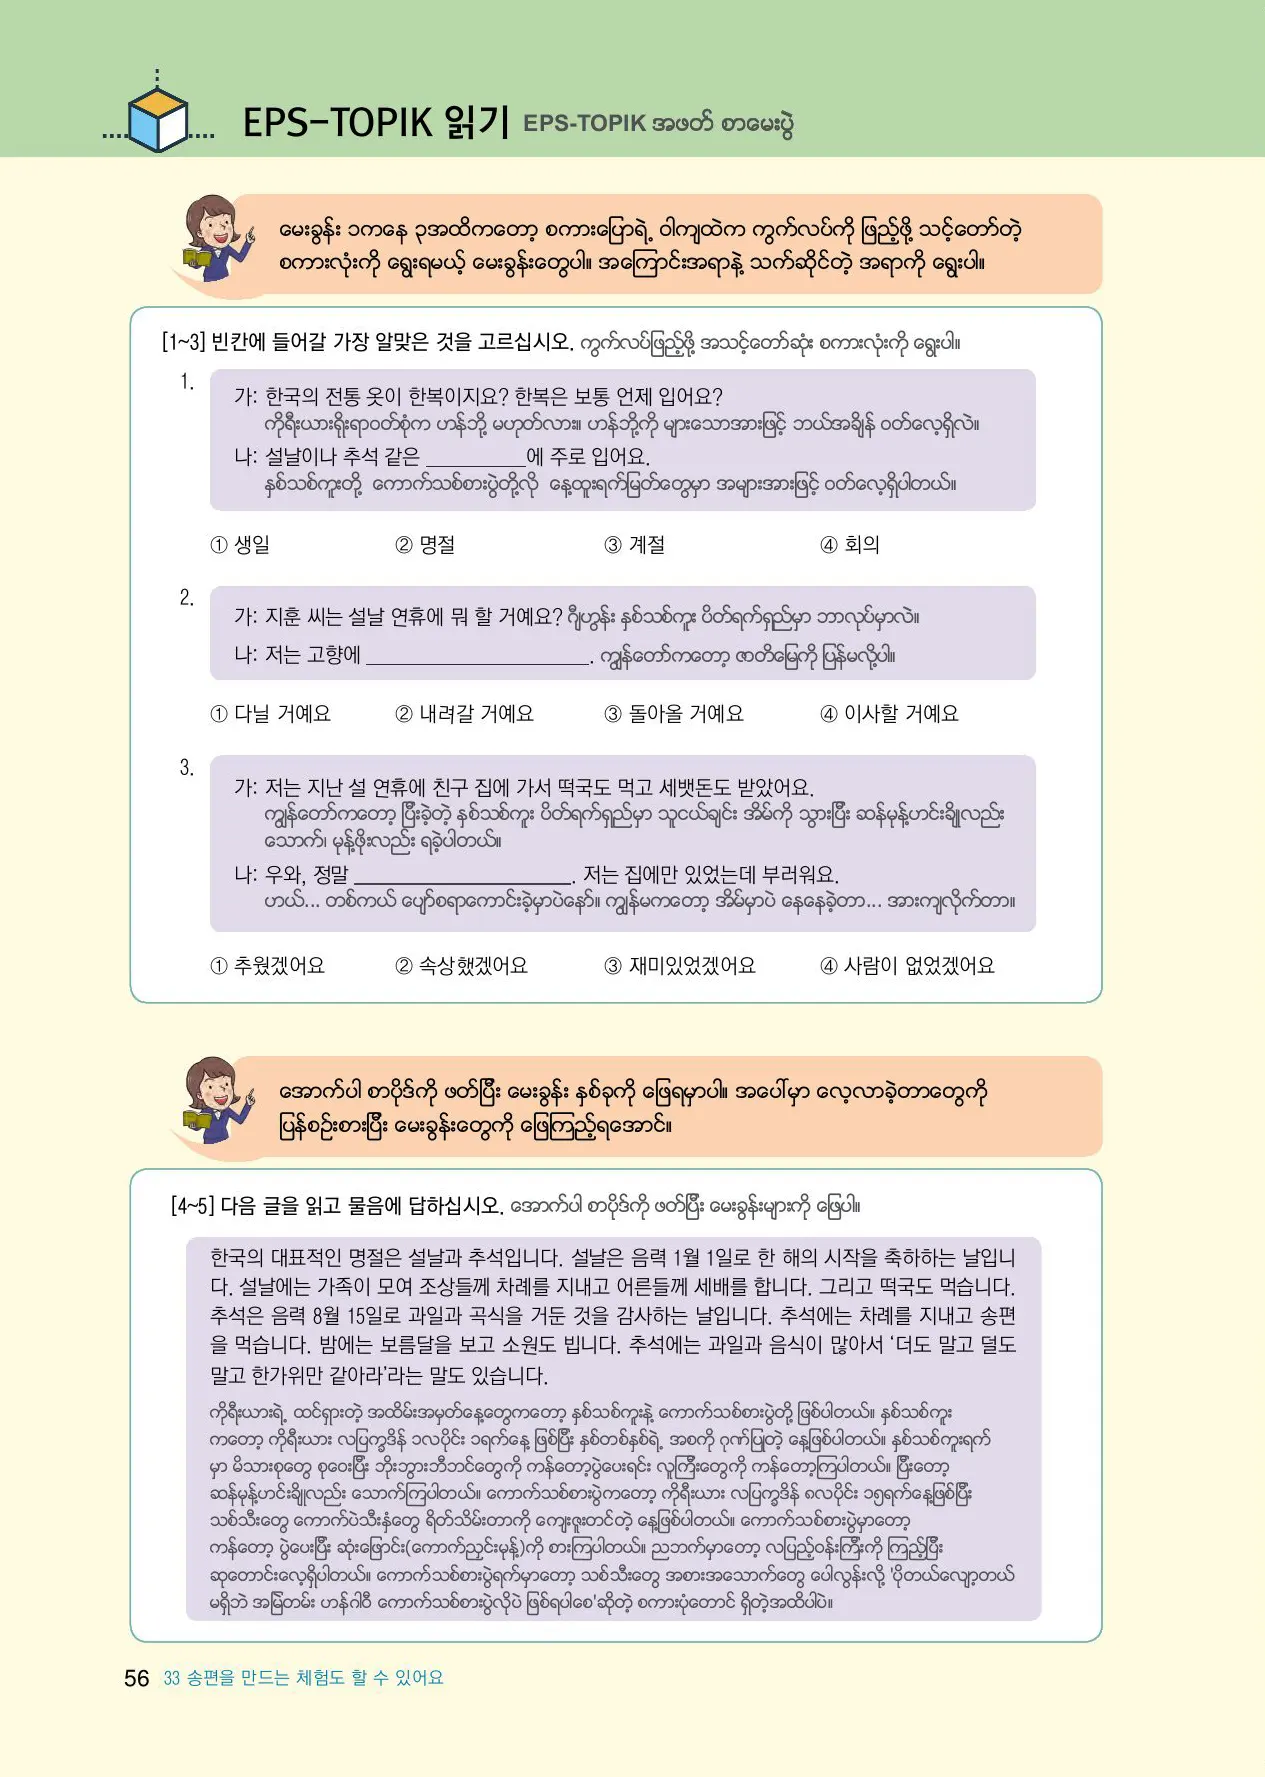 EPS-TOPIK 읽기 EPS-TOPIK အဖတ် စာမေးပွဲ
မေးခွန်း ၁ကနေ ၃အထိကတော့ စကားပြောရဲ့ ဝါကျထဲက ကွက်လပ်ကို ဖြည့်ဖို့ သင့်တော်တဲ့
စကားလုံးကို ရွေးရမယ့် မေးခွန်းတွေပါ။ အကြောင်းအရာနဲ့ သက်ဆိုင်တဲ့ အရာကို ရွေးပါ။
[1~3] 빈칸에 들어갈 가장 알맞은 것을 고르십시오. ကွက်လပ်ဖြည့်ဖို့ အသင့်တော်ဆုံး စကားလုံးကို ရွေးပါ။
1.
가: 한국의 전통 옷이 한복이지요? 한복은 보통 언제 입어요?
ကိုရီးယားရိုးရာဝတ်စုံက ဟန်ဘို့ မဟုတ်လား။ ဟန်ဘို့ကို များသောအားဖြင့် ဘယ်အချိန် ဝတ်လေ့ရှိလဲ။
나: 설날이나 추석 같은 __________에 주로 입어요.
နှစ်သစ်ကူးတို့ ကောက်သစ်စားပွဲတို့လို နေ့ထူးရက်မြတ်တွေမှာ အများအားဖြင့် ဝတ်လေ့ရှိပါတယ်။
① 생일 ② 명절 ③ 계절 ④ 회의
2.
가: 지훈 씨는 설날 연휴에 뭐 할 거예요? ဂျီဟွန်း နှစ်သစ်ကူး ပိတ်ရက်ရှည်မှာ ဘာလုပ်မှာလဲ။
나: 저는 고향에 ______________________. ကျွန်တော်ကတော့ ဇာတိမြေကို ပြန်မလို့ပါ။
① 다닐 거예요 ② 내려갈 거예요 ③ 돌아올 거예요 ④ 이사할 거예요
3.
가: 저는 지난 설 연휴에 친구 집에 가서 떡국도 먹고 세뱃돈도 받았어요.
ကျွန်တော်ကတော့ ပြီးခဲ့တဲ့ နှစ်သစ်ကူး ပိတ်ရက်ရှည်မှာ သူငယ်ချင်း အိမ်ကို သွားပြီး ဆန်မုန့်ဟင်းချိုလည်း
သောက်၊ မုန့်ဖိုးလည်း ရခဲ့ပါတယ်။
나: 우와, 정말 ______________________. 저는 집에만 있었는데 부러워요.
ဟယ်... တစ်ကယ် ပျော်စရာကောင်းခဲ့မှာပဲနော်။ ကျွန်မကတော့ အိမ်မှာပဲ နေနေခဲ့တာ... အားကျလိုက်တာ။
① 추웠겠어요 ② 속상했겠어요 ③ 재미있었겠어요 ④ 사람이 없었겠어요
အောက်ပါ စာပိုဒ်ကို ဖတ်ပြီး မေးခွန်း နှစ်ခုကို ဖြေရမှာပါ။ အပေါ်မှာ လေ့လာခဲ့တာတွေကို
ပြန်စဉ်းစားပြီး မေးခွန်းတွေကို ဖြေကြည့်ရအောင်။
[4~5] 다음 글을 읽고 물음에 답하십시오. အောက်ပါ စာပိုဒ်ကို ဖတ်ပြီး မေးခွန်းများကို ဖြေပါ။
한국의 대표적인 명절은 설날과 추석입니다. 설날은 음력 1월 1일로 한 해의 시작을 축하하는 날입니
다. 설날에는 가족이 모여 조상들께 차례를 지내고 어른들께 세배를 합니다. 그리고 떡국도 먹습니다.
추석은 음력 8월 15일로 과일과 곡식을 거둔 것을 감사하는 날입니다. 추석에는 차례를 지내고 송편
을 먹습니다. 밤에는 보름달을 보고 소원도 빕니다. 추석에는 과일과 음식이 많아서 ‘더도 말고 덜도
말고 한가위만 같아라’라는 말도 있습니다.
ကိုရီးယားရဲ့ ထင်ရှားတဲ့ အထိမ်းအမှတ်နေ့တွေကတော့ နှစ်သစ်ကူးနဲ့ ကောက်သစ်စားပွဲတို့ ဖြစ်ပါတယ်။ နှစ်သစ်ကူး
ကတော့ ကိုရီးယား လပြက္ခဒိန် ၁လပိုင်း ၁ရက်နေ့ ဖြစ်ပြီး နှစ်တစ်နှစ်ရဲ့ အစကို ဂုဏ်ပြုတဲ့ နေ့ဖြစ်ပါတယ်။ နှစ်သစ်ကူးရက်
မှာ မိသားစုတွေ စုဝေးပြီး ဘိုးဘွားဘီဘင်တွေကို ကန်တော့ပွဲပေးရင်း လူကြီးတွေကို ကန်တော့ကြပါတယ်။ ပြီးတော့
ဆန်မုန့်ဟင်းချိုလည်း သောက်ကြပါတယ်။ ကောက်သစ်စားပွဲကတော့ ကိုရီးယား လပြက္ခဒိန် ၈လပိုင်း ၁၅ရက်နေ့ဖြစ်ပြီး
သစ်သီးတွေ ကောက်ပဲသီးနှံတွေ ရိတ်သိမ်းတာကို ကျေးဇူးတင်တဲ့ နေ့ဖြစ်ပါတယ်။ ကောက်သစ်စားပွဲမှာတော့
ကန်တော့ ပွဲပေးပြီး ဆုံးဖြောင်း(ကောက်ညှင်းမုန့်)ကို စားကြပါတယ်။ ညဘက်မှာတော့ လပြည့်ဝန်းကြီးကို ကြည့်ပြီး
ဆုတောင်းလေ့ရှိပါတယ်။ ကောက်သစ်စားပွဲရက်မှာတော့ သစ်သီးတွေ အစားအသောက်တွေ ပေါလွန်းလို့ 'ပိုတယ်လျော့တယ်
မရှိဘဲ အမြဲတမ်း ဟန်ဂါဝီ ကောက်သစ်စားပွဲလိုပဲ ဖြစ်ရပါစေ'ဆိုတဲ့ စကားပုံတောင် ရှိတဲ့အထိပါပဲ။
56 33 송편을 만드는 체험도 할 수 있어요